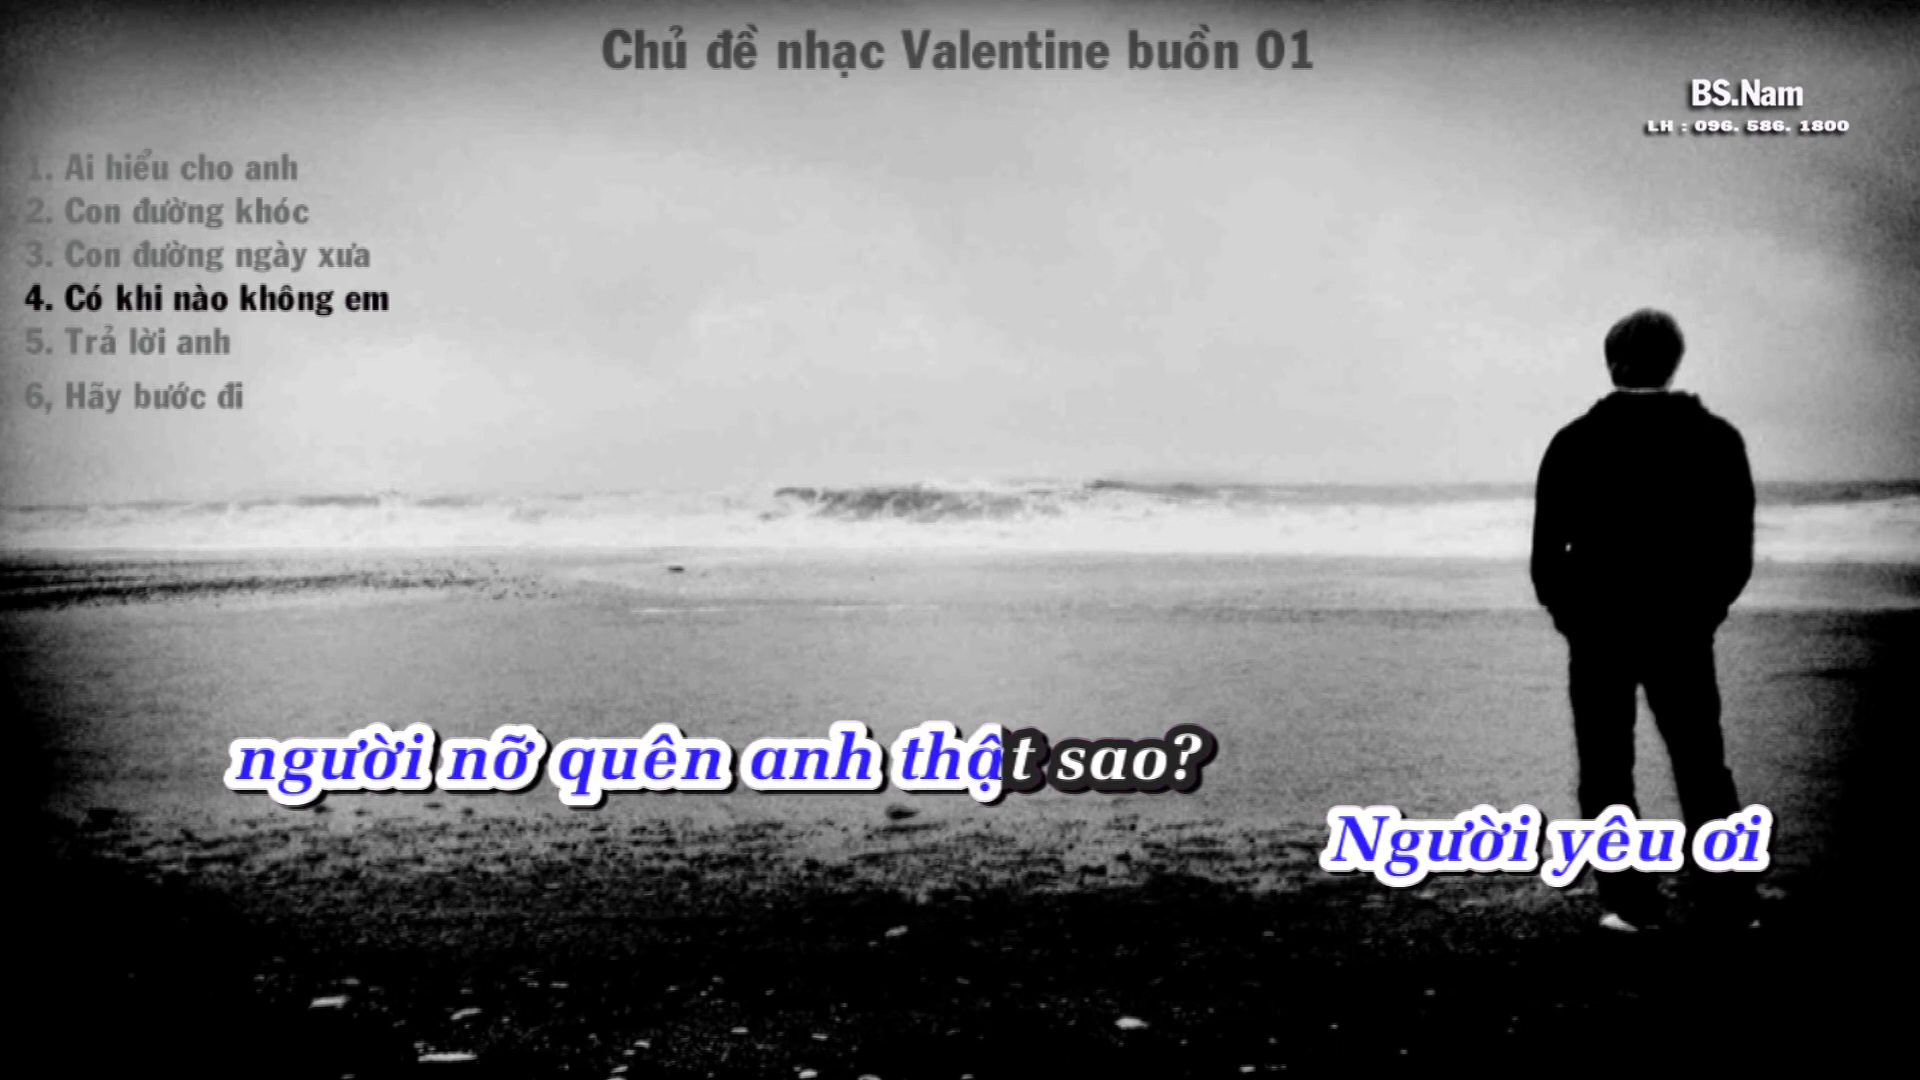 Chủ đề nhạc Valentine buồn 01
BS.Nam
LH : 096. 586. 1800
1. Ai hiểu cho anh
2. Con đường khóc
3. Con đường ngày xưa
4. Có khi nào không em
5. Trả lời anh
6, Hãy bước đi
người nỡ quên anh thật sao?
Người yêu ơi